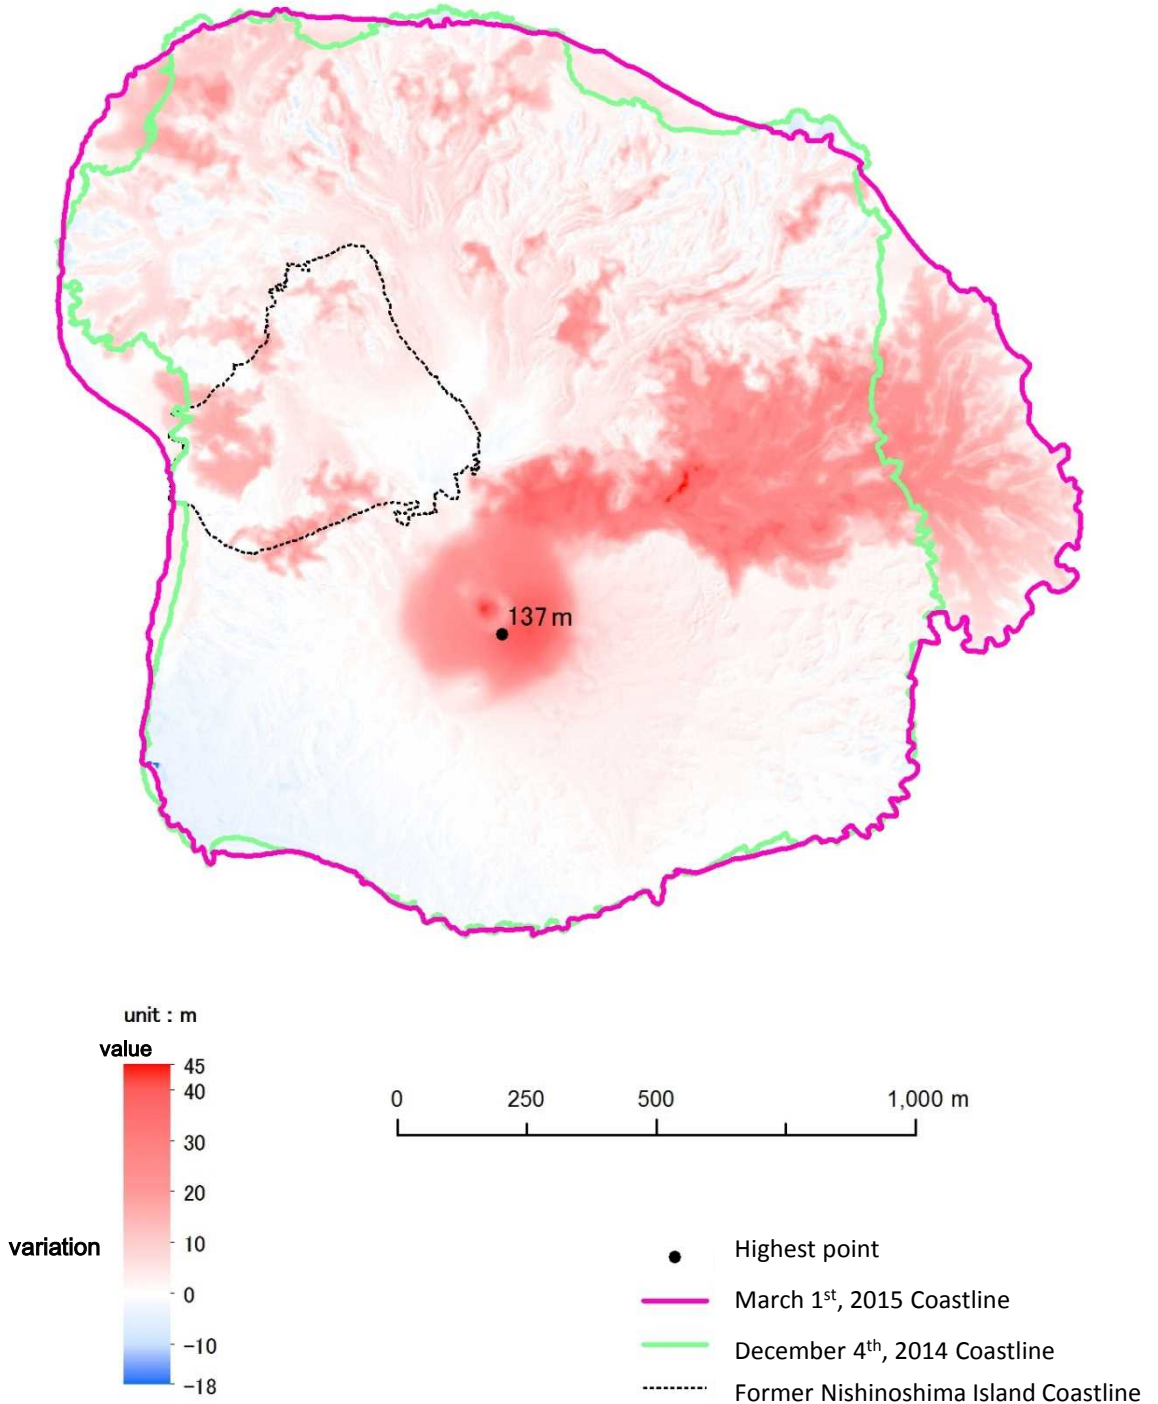 137 m
unit : m
value
45
40
30
20
10
0
−10
−18
variation
0 250 500 1,000 m
Highest point
March 1st, 2015 Coastline
December 4th, 2014 Coastline
Former Nishinoshima Island Coastline